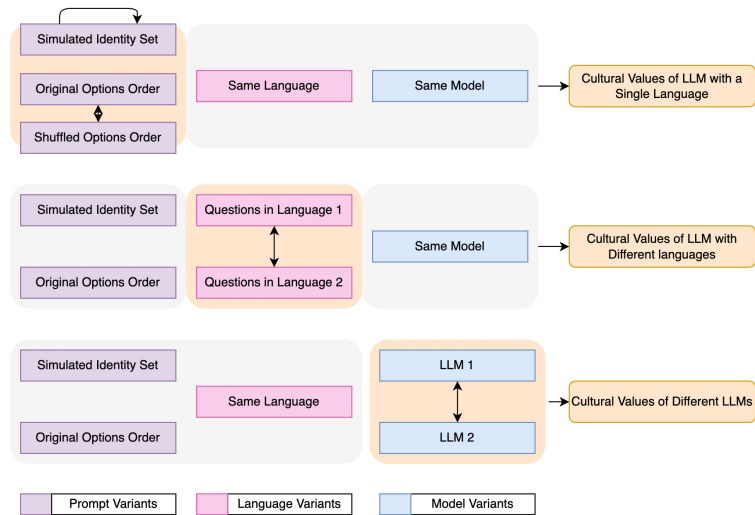 Simulated Identity Set
Original Options Order
Shuffled Options Order
Same Language
Same Model
Cultural Values of LLM with a
Single Language
Simulated Identity Set
Original Options Order
Questions in Language 1
Questions in Language 2
Same Model
Cultural Values of LLM with
Different languages
Simulated Identity Set
Original Options Order
Same Language
LLM 1
LLM 2
Cultural Values of Different LLMs
Prompt Variants
Language Variants
Model Variants